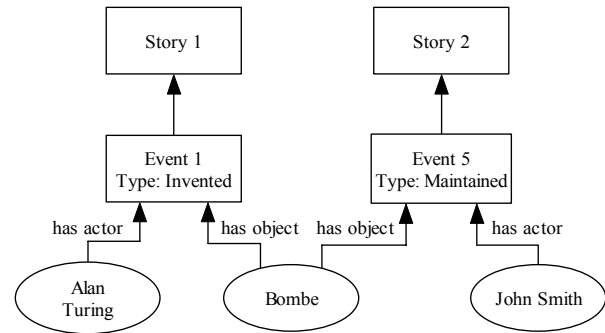 Story 1
Story 2
Event 1
Type: Invented
Event 5
Type: Maintained
has actor
has object
has object
has actor
Alan
Turing
Bombe
John Smith